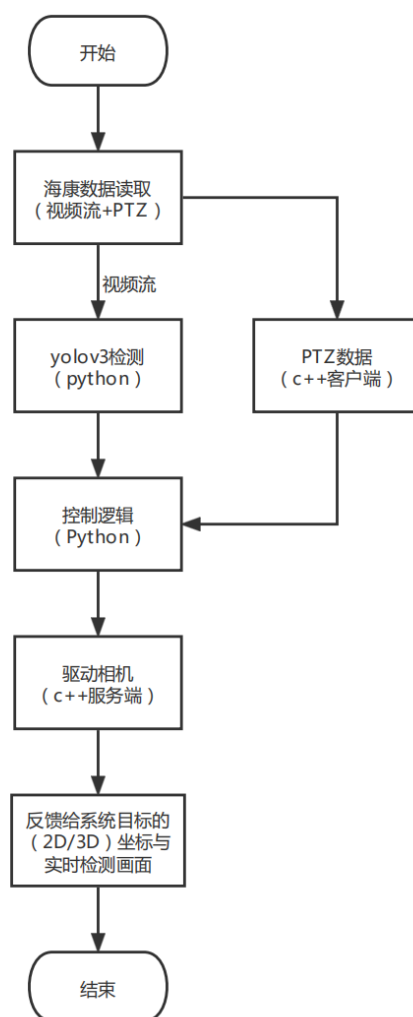 开始
海康数据读取
（视频流+PTZ）
视频流
yolov3检测
（python）
PTZ数据
（c++客户端）
控制逻辑
（Python）
驱动相机
（c++服务端）
反馈给系统目标的
（2D/3D）坐标与
实时检测画面
结束